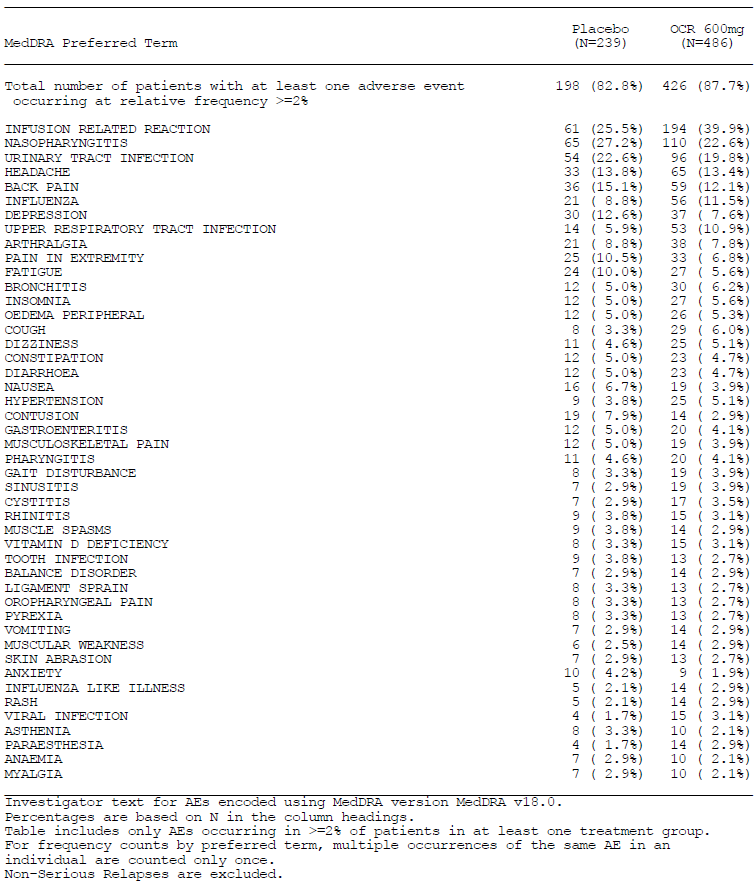 Placebo OCR 600mg
MedDRA Preferred Term (N=239) (N=486)
Total number of patients with at least one adverse event 198 (82.8%) 426 (87.7%)
occurring at relative frequency >=2%
INFUSION RELATED REACTION 61 (25.5%) 194 (39.9%)
NASOPHARYNGITIS 65 (27.2%) 110 (22.6%)
URINARY TRACT INFECTION 54 (22.6%) 96 (19.8%)
HEADACHE 33 (13.8%) 65 (13.4%)
BACK PAIN 36 (15.1%) 59 (12.1%)
INFLUENZA 21 ( 8.8%) 56 (11.5%)
DEPRESSION 30 (12.6%) 37 ( 7.6%)
UPPER RESPIRATORY TRACT INFECTION 14 ( 5.9%) 53 (10.9%)
ARTHRALGIA 21 ( 8.8%) 38 ( 7.8%)
PAIN IN EXTREMITY 25 (10.5%) 33 ( 6.8%)
FATIGUE 24 (10.0%) 27 ( 5.6%)
BRONCHITIS 12 ( 5.0%) 30 ( 6.2%)
INSOMNIA 12 ( 5.0%) 27 ( 5.6%)
OEDEMA PERIPHERAL 12 ( 5.0%) 26 ( 5.3%)
COUGH 8 ( 3.3%) 29 ( 6.0%)
DIZZINESS 11 ( 4.6%) 25 ( 5.1%)
CONSTIPATION 12 ( 5.0%) 23 ( 4.7%)
DIARRHOEA 12 ( 5.0%) 23 ( 4.7%)
NAUSEA 16 ( 6.7%) 19 ( 3.9%)
HYPERTENSION 9 ( 3.8%) 25 ( 5.1%)
CONTUSION 19 ( 7.9%) 14 ( 2.9%)
GASTROENTERITIS 12 ( 5.0%) 20 ( 4.1%)
MUSCULOSKELETAL PAIN 12 ( 5.0%) 19 ( 3.9%)
PHARYNGITIS 11 ( 4.6%) 20 ( 4.1%)
GAIT DISTURBANCE 8 ( 3.3%) 19 ( 3.9%)
SINUSITIS 7 ( 2.9%) 19 ( 3.9%)
CYSTITIS 7 ( 2.9%) 17 ( 3.5%)
RHINITIS 9 ( 3.8%) 15 ( 3.1%)
MUSCLE SPASMS 9 ( 3.8%) 14 ( 2.9%)
VITAMIN D DEFICIENCY 8 ( 3.3%) 15 ( 3.1%)
TOOTH INFECTION 9 ( 3.8%) 13 ( 2.7%)
BALANCE DISORDER 7 ( 2.9%) 14 ( 2.9%)
LIGAMENT SPRAIN 8 ( 3.3%) 13 ( 2.7%)
OROPHARYNGEAL PAIN 8 ( 3.3%) 13 ( 2.7%)
PYREXIA 8 ( 3.3%) 13 ( 2.7%)
VOMITING 7 ( 2.9%) 14 ( 2.9%)
MUSCULAR WEAKNESS 6 ( 2.5%) 14 ( 2.9%)
SKIN ABRASION 7 ( 2.9%) 13 ( 2.7%)
ANXIETY 10 ( 4.2%) 9 ( 1.9%)
INFLUENZA LIKE ILLNESS 5 ( 2.1%) 14 ( 2.9%)
RASH 5 ( 2.1%) 14 ( 2.9%)
VIRAL INFECTION 4 ( 1.7%) 15 ( 3.1%)
ASTHENIA 8 ( 3.3%) 10 ( 2.1%)
PARAESTHESIA 4 ( 1.7%) 14 ( 2.9%)
ANAEMIA 7 ( 2.9%) 10 ( 2.1%)
MYALGIA 7 ( 2.9%) 10 ( 2.1%)
Investigator text for AEs encoded using MedDRA version MedDRA v18.0.
Percentages are based on N in the column headings.
Table includes only AEs occurring in >=2% of patients in at least one treatment group.
For frequency counts by preferred term, multiple occurrences of the same AE in an
individual are counted only once.
Non-Serious Relapses are excluded.